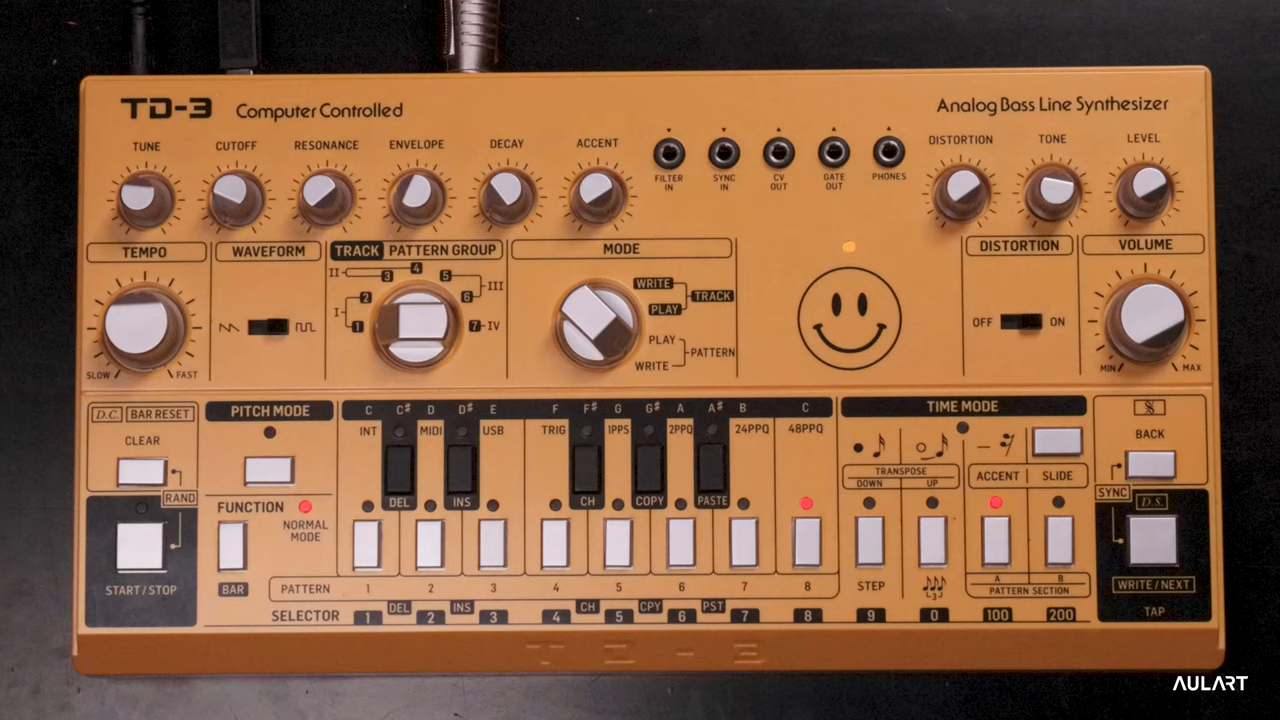 TD-3 Computer Controlled
Analog Bass Line Synthesizer
TUNE CUTOFF RESONANCE ENVELOPE DECAY ACCENT
FILTER IN
SYNC IN
CV OUT
GATE OUT
PHONES
DISTORTION TONE LEVEL
TEMPO
SLOW FAST
WAVEFORM
TRACK PATTERN GROUP
I II III IV
1 2 3 4 5 6 7
MODE
WRITE
PLAY
TRACK
PLAY
WRITE
PATTERN
DISTORTION
OFF ON
VOLUME
MIN MAX
D.C. BAR RESET
CLEAR
RAND
START/STOP
PITCH MODE
FUNCTION
NORMAL MODE
BAR
C C# D D# E F F# G G# A A# B C
INT MIDI USB TRIG 1PPS 2PPQ 24PPQ 48PPQ
DEL INS CH COPY PASTE
PATTERN 1 2 3 4 5 6 7 8
DEL INS CH CPY PST
SELECTOR 1 2 3 4 5 6 7 8 9 0 100 200
TIME MODE
TRANSPOSE
DOWN UP
ACCENT SLIDE
STEP
3
A B
PATTERN SECTION
BACK
SYNC
D.S.
WRITE/NEXT
TAP
TD-3
AULART